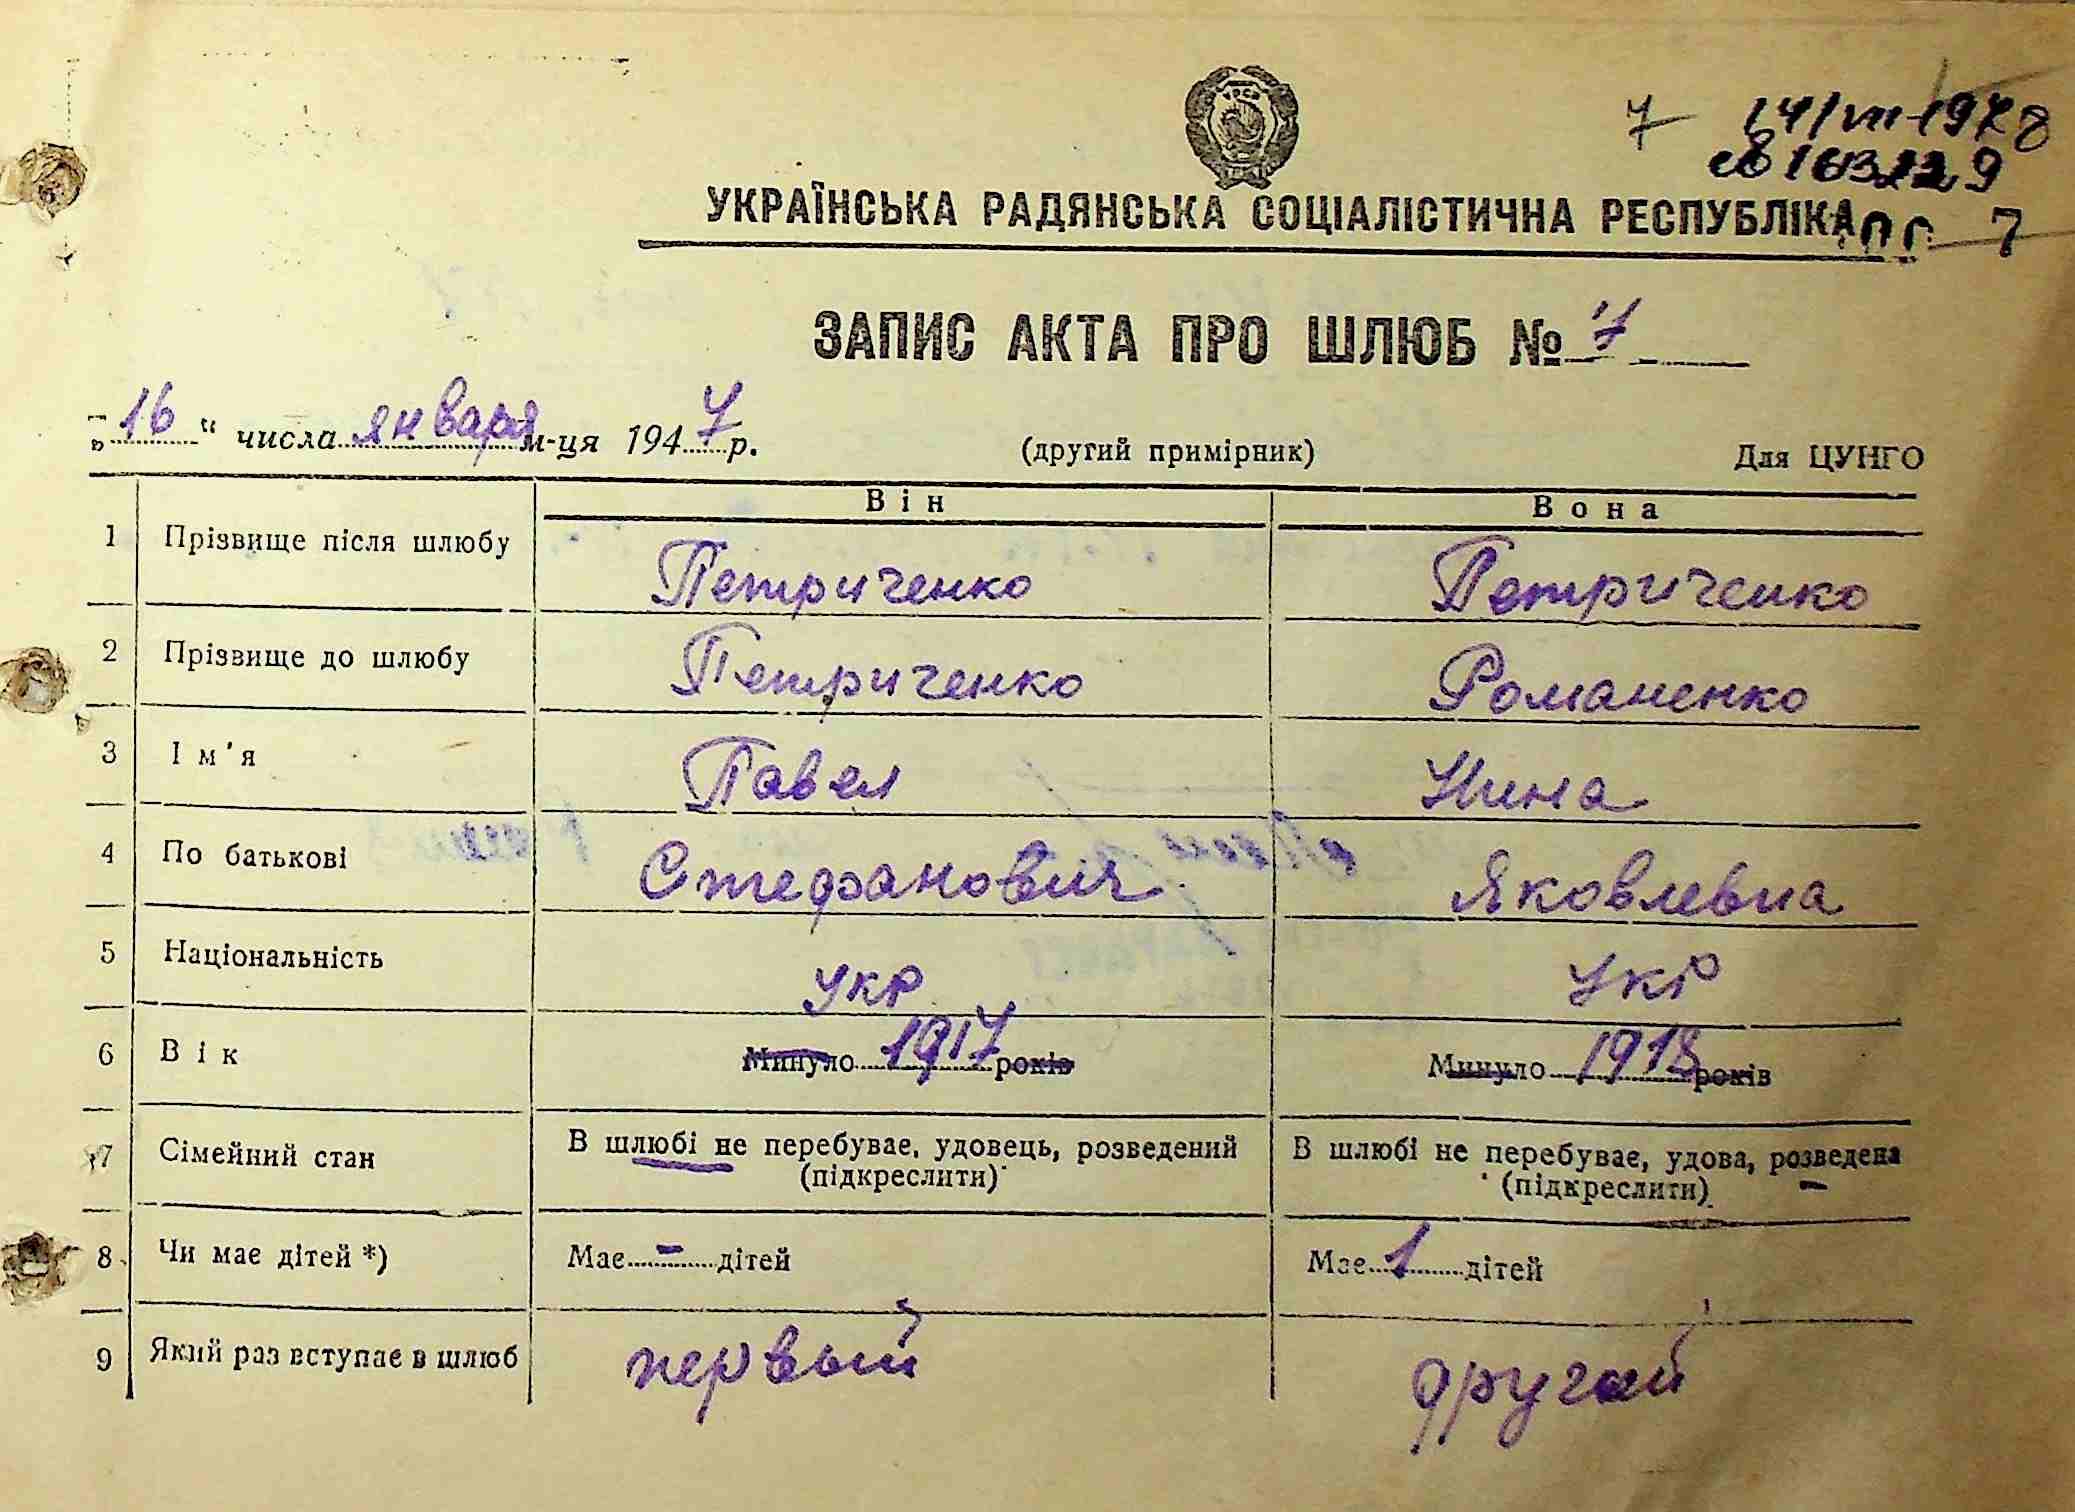 7 14/VII-1978
УКРАЇНСЬКА РАДЯНСЬКА СОЦІАЛІСТИЧНА РЕСПУБЛІКА
7
ЗАПИС АКТА ПРО ШЛЮБ № 7
„16“ числа января м-ця 1947 р. (другий примірник) Для ЦУНГО
Він Вона
1 Прізвище після шлюбу Петриченко Петриченко
2 Прізвище до шлюбу Петриченко Романенко
3 Ім'я Павел Нина
4 По батькові Стефанович Яковлевна
5 Національність укр укр
6 Вік Минуло 1917 років Минуло 1918 років
7 Сімейний стан В шлюбі не перебуває, удовець, розведений (підкреслити) В шлюбі не перебуває, удова, розведена (підкреслити)
8 Чи має дітей *) Має - дітей Має 1 дітей
9 Який раз вступає в шлюб первый другий